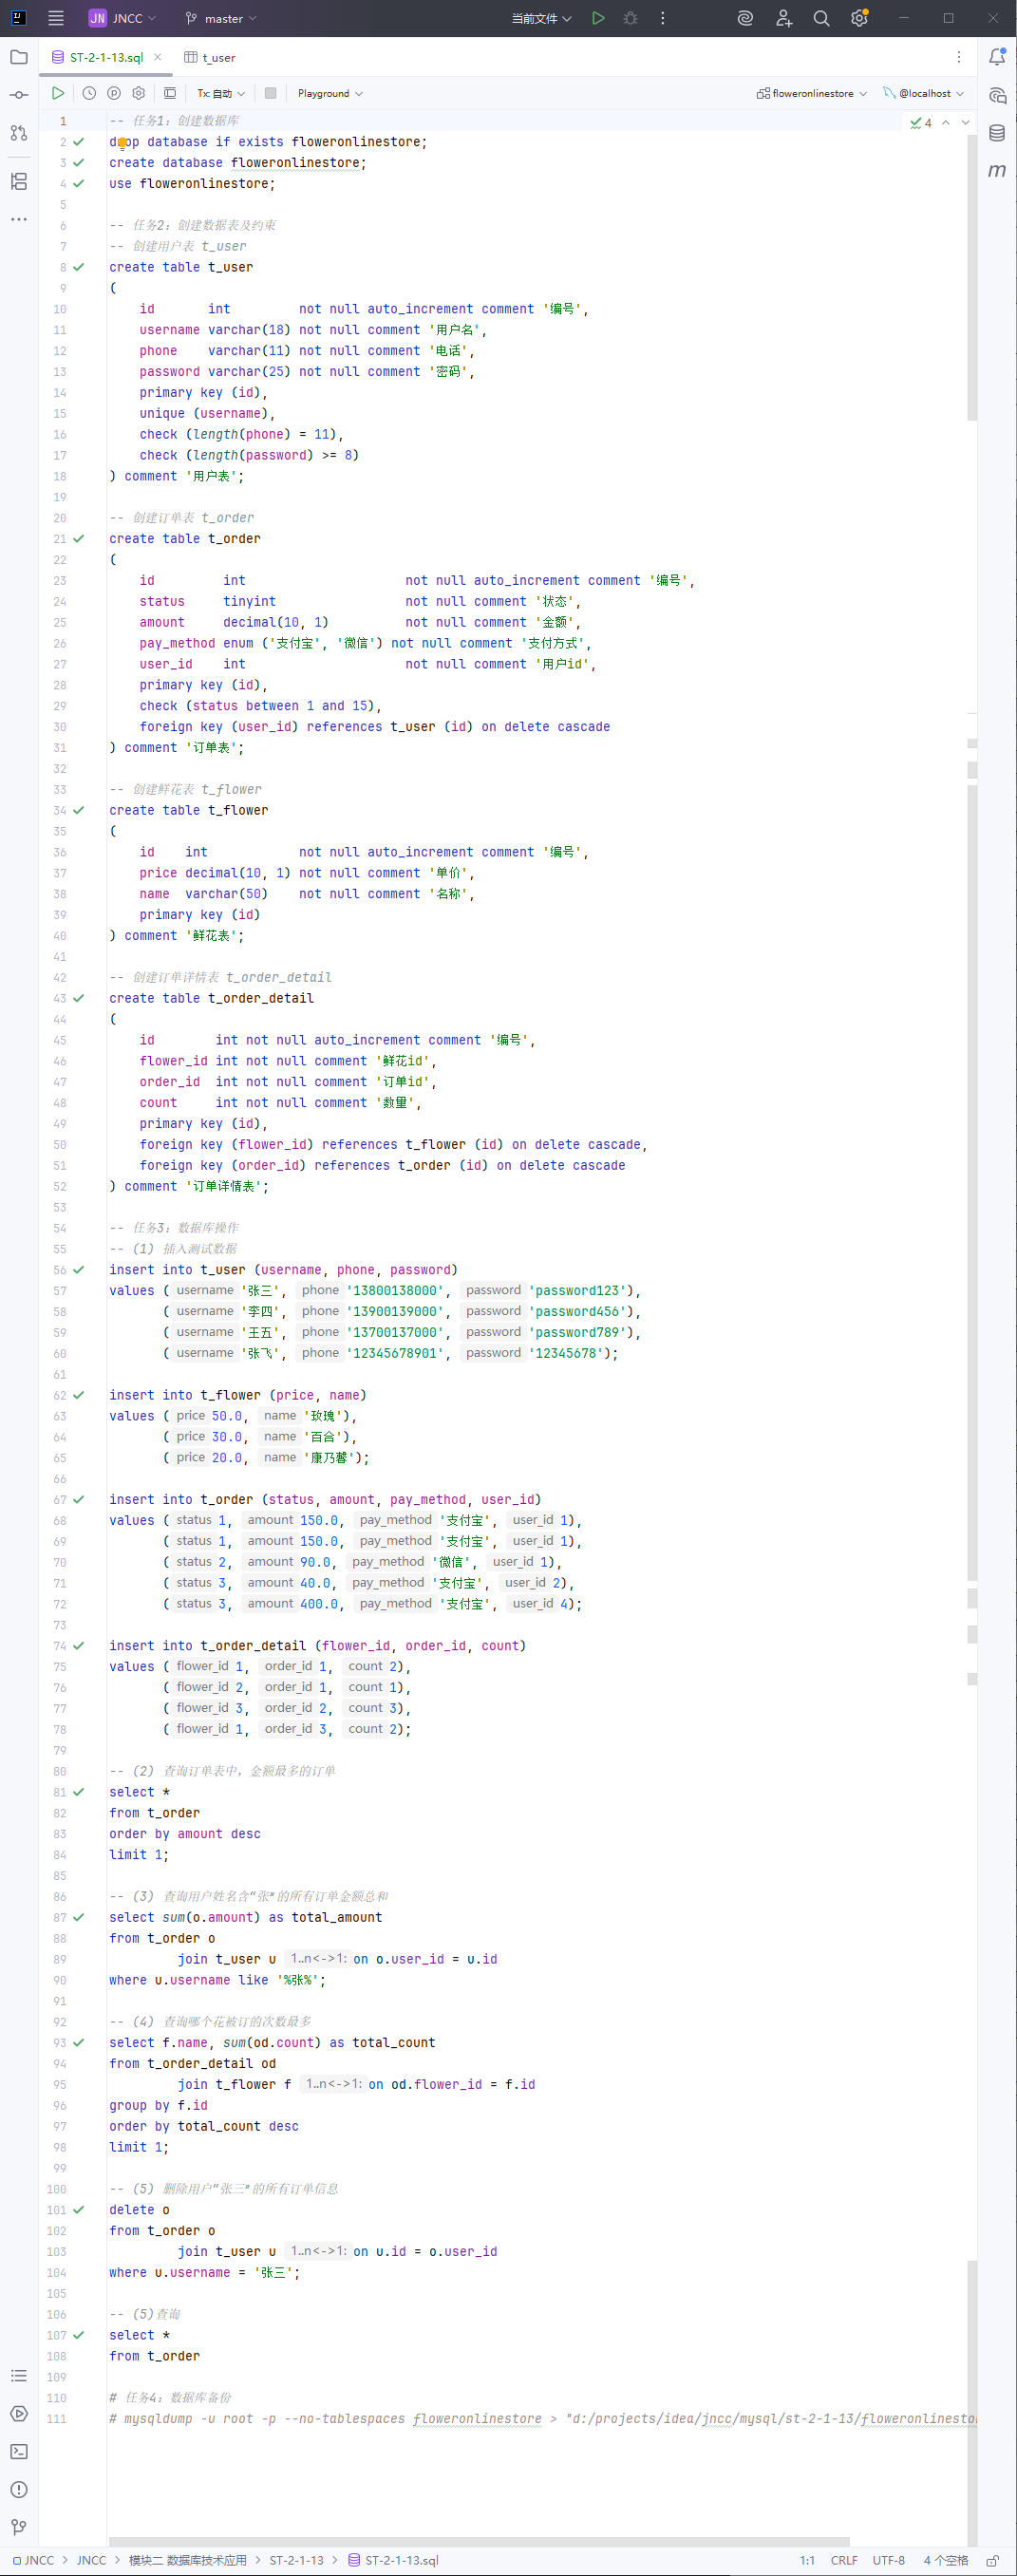 JN JNCC master 当前文件
ST-2-1-13.sql t_user
Tx: 自动 Playground floweronlinestore @localhost
1 -- 任务1：创建数据库 4
2 drop database if exists floweronlinestore;
3 create database floweronlinestore;
4 use floweronlinestore;
5
6 -- 任务2：创建数据表及约束
7 -- 创建用户表 t_user
8 create table t_user
9 (
10 id int not null auto_increment comment '编号',
11 username varchar(18) not null comment '用户名',
12 phone varchar(11) not null comment '电话',
13 password varchar(25) not null comment '密码',
14 primary key (id),
15 unique (username),
16 check (length(phone) = 11),
17 check (length(password) >= 8)
18 ) comment '用户表';
19
20 -- 创建订单表 t_order
21 create table t_order
22 (
23 id int not null auto_increment comment '编号',
24 status tinyint not null comment '状态',
25 amount decimal(10, 1) not null comment '金额',
26 pay_method enum ('支付宝', '微信') not null comment '支付方式',
27 user_id int not null comment '用户id',
28 primary key (id),
29 check (status between 1 and 15),
30 foreign key (user_id) references t_user (id) on delete cascade
31 ) comment '订单表';
32
33 -- 创建鲜花表 t_flower
34 create table t_flower
35 (
36 id int not null auto_increment comment '编号',
37 price decimal(10, 1) not null comment '单价',
38 name varchar(50) not null comment '名称',
39 primary key (id)
40 ) comment '鲜花表';
41
42 -- 创建订单详情表 t_order_detail
43 create table t_order_detail
44 (
45 id int not null auto_increment comment '编号',
46 flower_id int not null comment '鲜花id',
47 order_id int not null comment '订单id',
48 count int not null comment '数量',
49 primary key (id),
50 foreign key (flower_id) references t_flower (id) on delete cascade,
51 foreign key (order_id) references t_order (id) on delete cascade
52 ) comment '订单详情表';
53
54 -- 任务3：数据库操作
55 -- (1) 插入测试数据
56 insert into t_user (username, phone, password)
57 values ( username '张三', phone '13800138000', password 'password123'),
58 ( username '李四', phone '13900139000', password 'password456'),
59 ( username '王五', phone '13700137000', password 'password789'),
60 ( username '张飞', phone '12345678901', password '12345678');
61
62 insert into t_flower (price, name)
63 values ( price 50.0, name '玫瑰'),
64 ( price 30.0, name '百合'),
65 ( price 20.0, name '康乃馨');
66
67 insert into t_order (status, amount, pay_method, user_id)
68 values ( status 1, amount 150.0, pay_method '支付宝', user_id 1),
69 ( status 1, amount 150.0, pay_method '支付宝', user_id 1),
70 ( status 2, amount 90.0, pay_method '微信', user_id 1),
71 ( status 3, amount 40.0, pay_method '支付宝', user_id 2),
72 ( status 3, amount 400.0, pay_method '支付宝', user_id 4);
73
74 insert into t_order_detail (flower_id, order_id, count)
75 values ( flower_id 1, order_id 1, count 2),
76 ( flower_id 2, order_id 1, count 1),
77 ( flower_id 3, order_id 2, count 3),
78 ( flower_id 1, order_id 3, count 2);
79
80 -- (2) 查询订单表中，金额最多的订单
81 select *
82 from t_order
83 order by amount desc
84 limit 1;
85
86 -- (3) 查询用户姓名含“张”的所有订单金额总和
87 select sum(o.amount) as total_amount
88 from t_order o
89 join t_user u 1..n<->1: on o.user_id = u.id
90 where u.username like '%张%';
91
92 -- (4) 查询哪个花被订的次数最多
93 select f.name, sum(od.count) as total_count
94 from t_order_detail od
95 join t_flower f 1..n<->1: on od.flower_id = f.id
96 group by f.id
97 order by total_count desc
98 limit 1;
99
100 -- (5) 删除用户“张三”的所有订单信息
101 delete o
102 from t_order o
103 join t_user u 1..n<->1: on u.id = o.user_id
104 where u.username = '张三';
105
106 -- (5)查询
107 select *
108 from t_order
109
110 # 任务4：数据库备份
111 # mysqldump -u root -p --no-tablespaces floweronlinestore > "d:/projects/idea/jncc/mysql/st-2-1-13/floweronlinestor
JNCC > JNCC > 模块二 数据库技术应用 > ST-2-1-13 > ST-2-1-13.sql 1:1 CRLF UTF-8 4 个空格